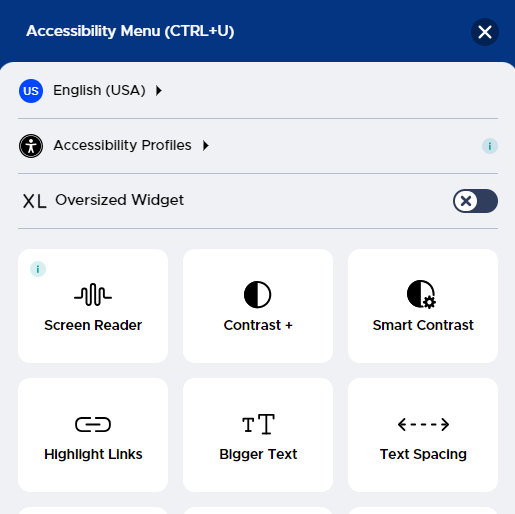 Accessibility Menu (CTRL+U)
US English (USA)
Accessibility Profiles i
XL Oversized Widget
i
Screen Reader
Contrast +
Smart Contrast
Highlight Links
TT Bigger Text
Text Spacing